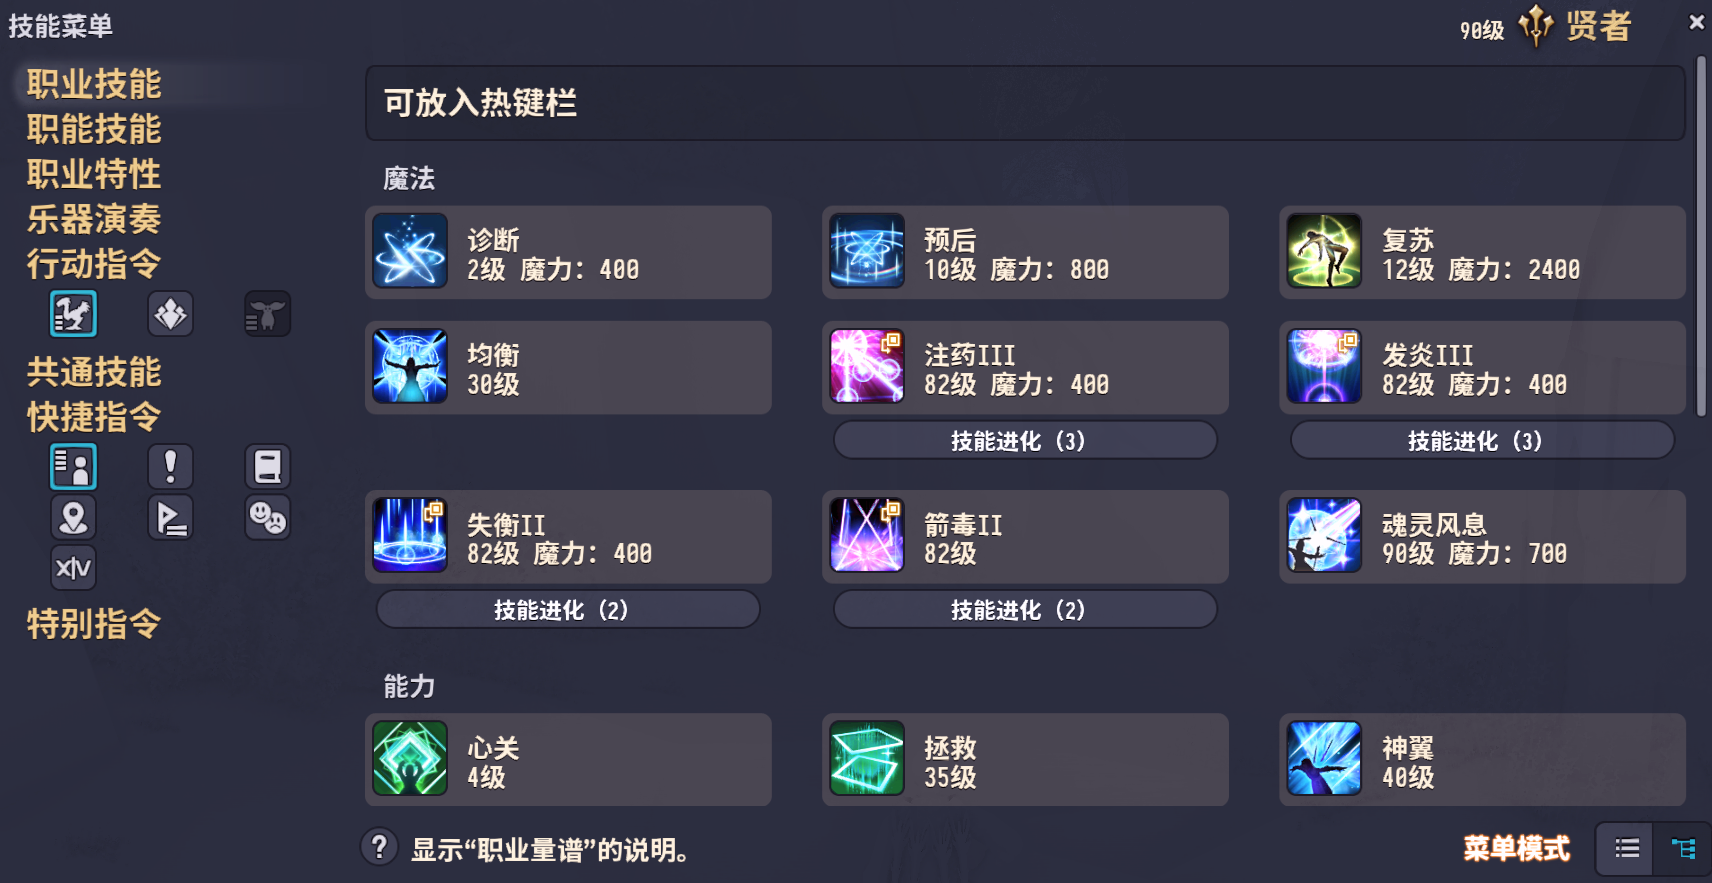 技能菜单
90级 贤者
职业技能
职能技能
职业特性
乐器演奏
行动指令
共通技能
快捷指令
XIV
特别指令
可放入热键栏
魔法
诊断
2级 魔力：400
预后
10级 魔力：800
复苏
12级 魔力：2400
均衡
30级
注药III
82级 魔力：400
技能进化（3）
发炎III
82级 魔力：400
技能进化（3）
失衡II
82级 魔力：400
技能进化（2）
箭毒II
82级
技能进化（2）
魂灵风息
90级 魔力：700
能力
心关
4级
拯救
35级
神翼
40级
? 显示“职业量谱”的说明。
菜单模式